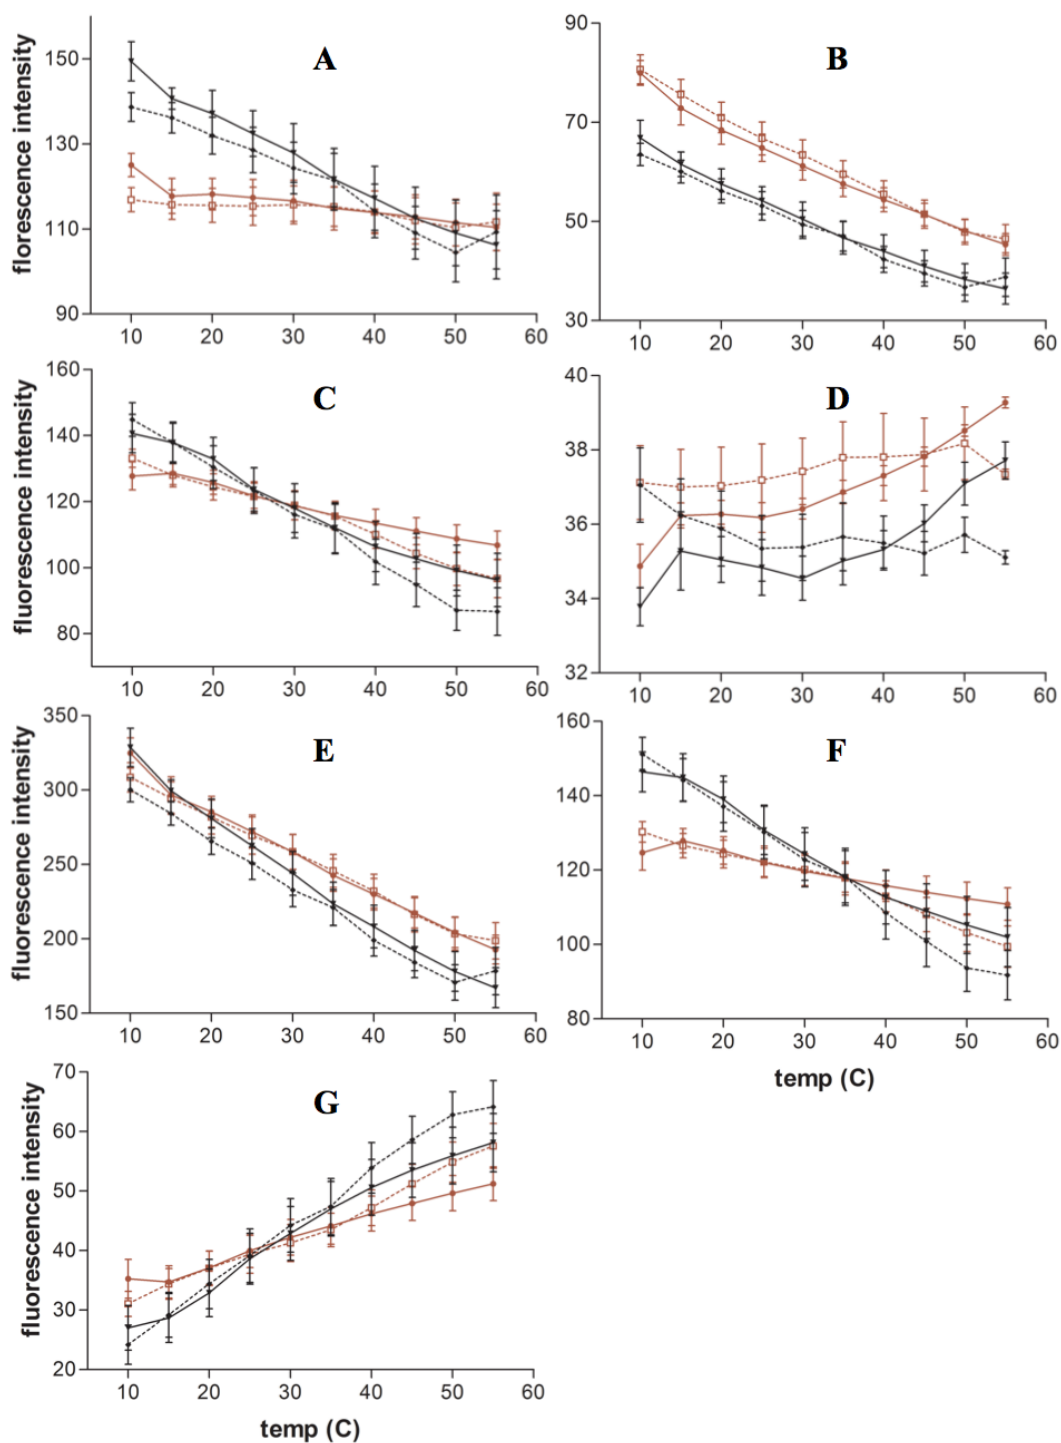 florescence intensity
150
130
110
90
A
10 20 30 40 50 60
90
70
50
30
B
10 20 30 40 50 60
fluorescence intensity
160
140
120
100
80
C
10 20 30 40 50 60
40
38
36
34
32
D
10 20 30 40 50 60
fluorescence intensity
350
300
250
200
150
E
10 20 30 40 50 60
160
140
120
100
80
F
10 20 30 40 50 60
temp (C)
fluorescence intensity
70
60
50
40
30
20
G
10 20 30 40 50 60
temp (C)